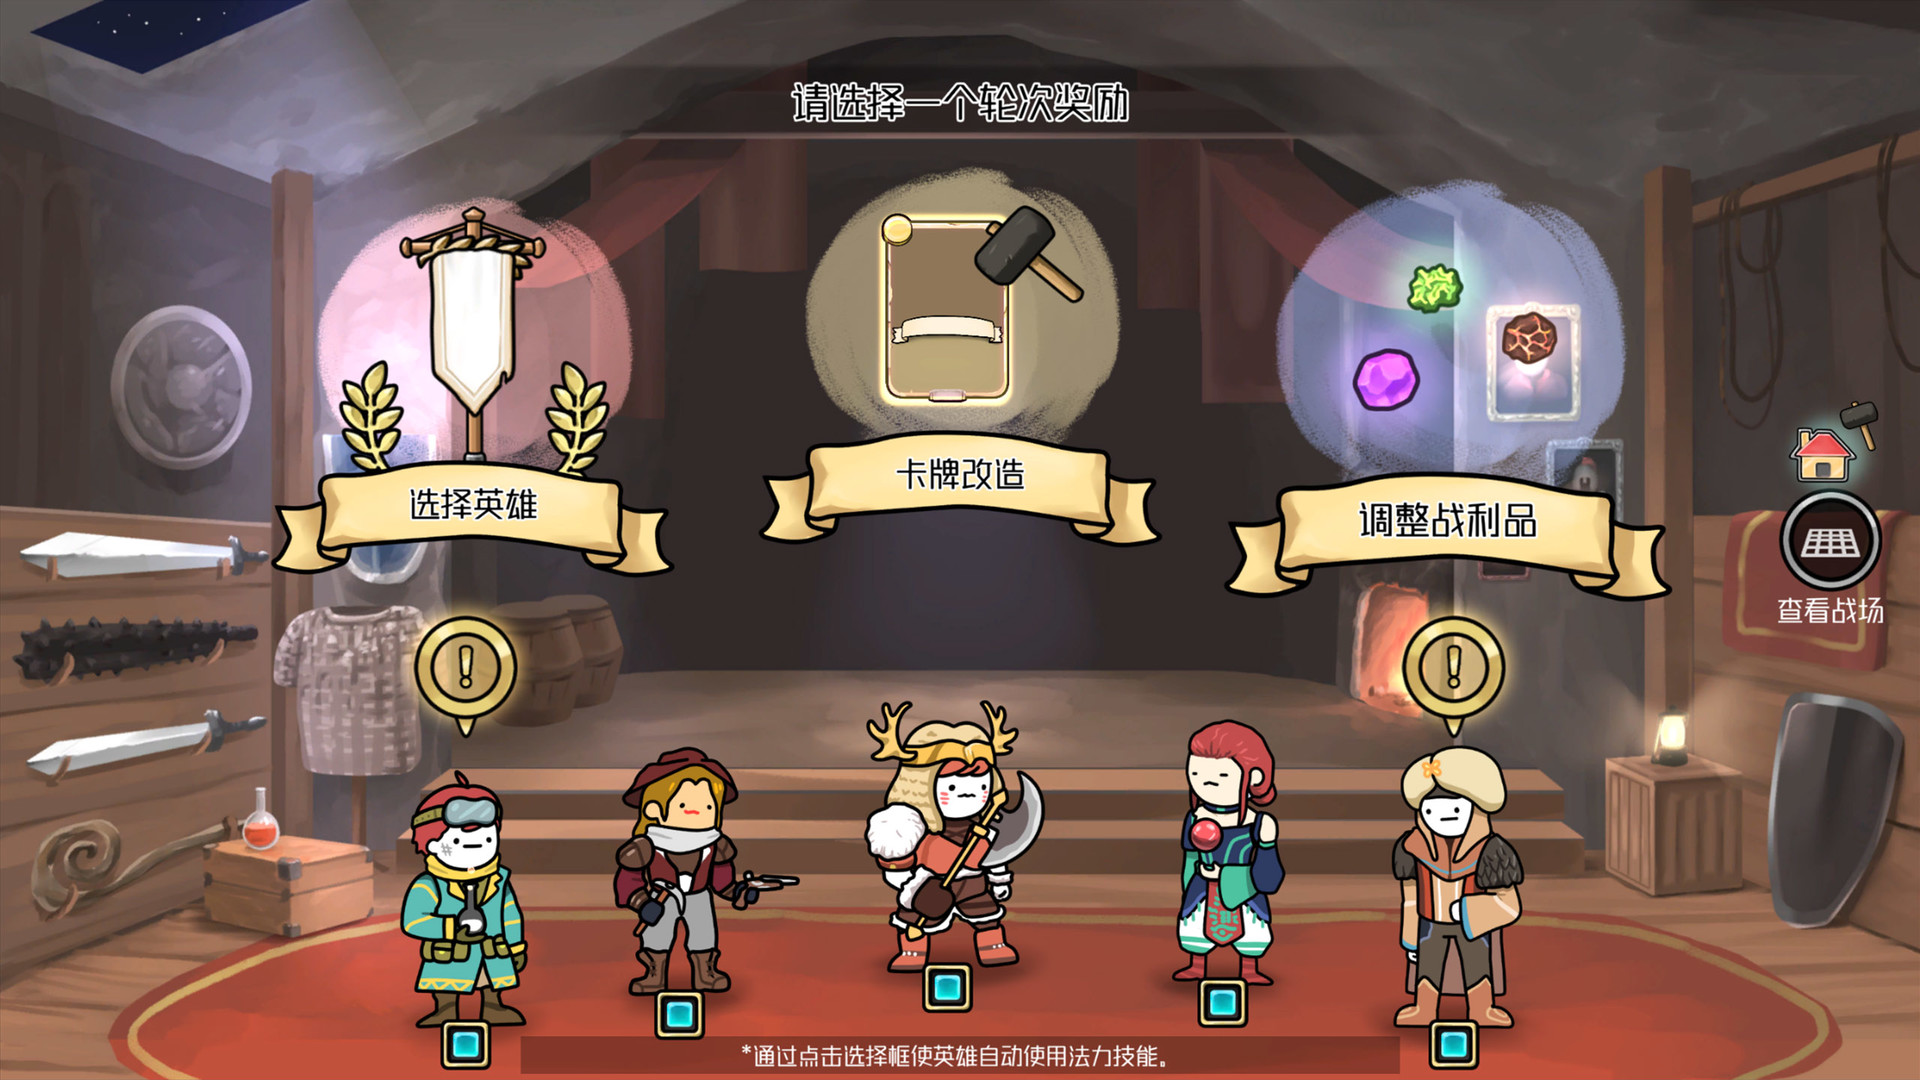 请选择一个轮次奖励
选择英雄
卡牌改造
调整战利品
查看战场
*通过点击选择框使英雄自动使用法力技能。